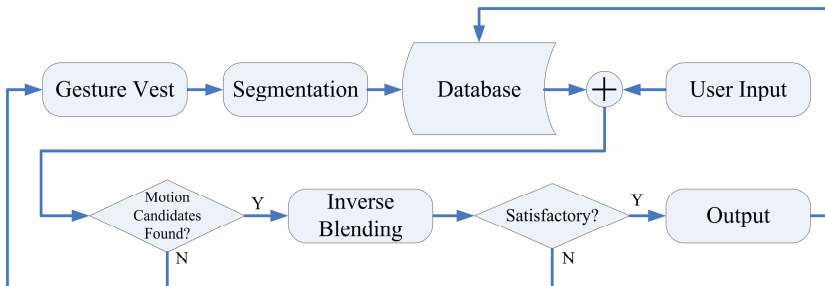 Gesture Vest
Segmentation
Database
+
User Input
Motion
Candidates
Found?
Y
N
Inverse
Blending
Satisfactory?
Y
N
Output